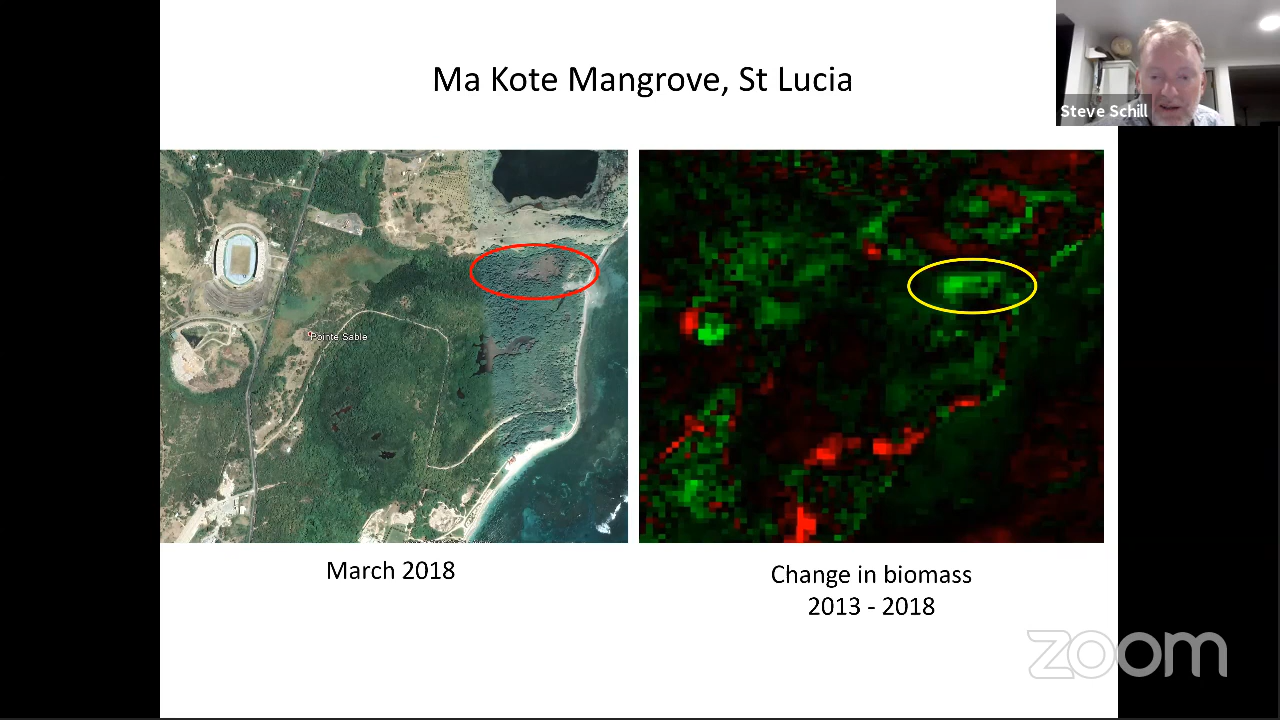 Ma Kote Mangrove, St Lucia
Steve Schill
Pointe Sable
March 2018
Change in biomass
2013 - 2018
zoom